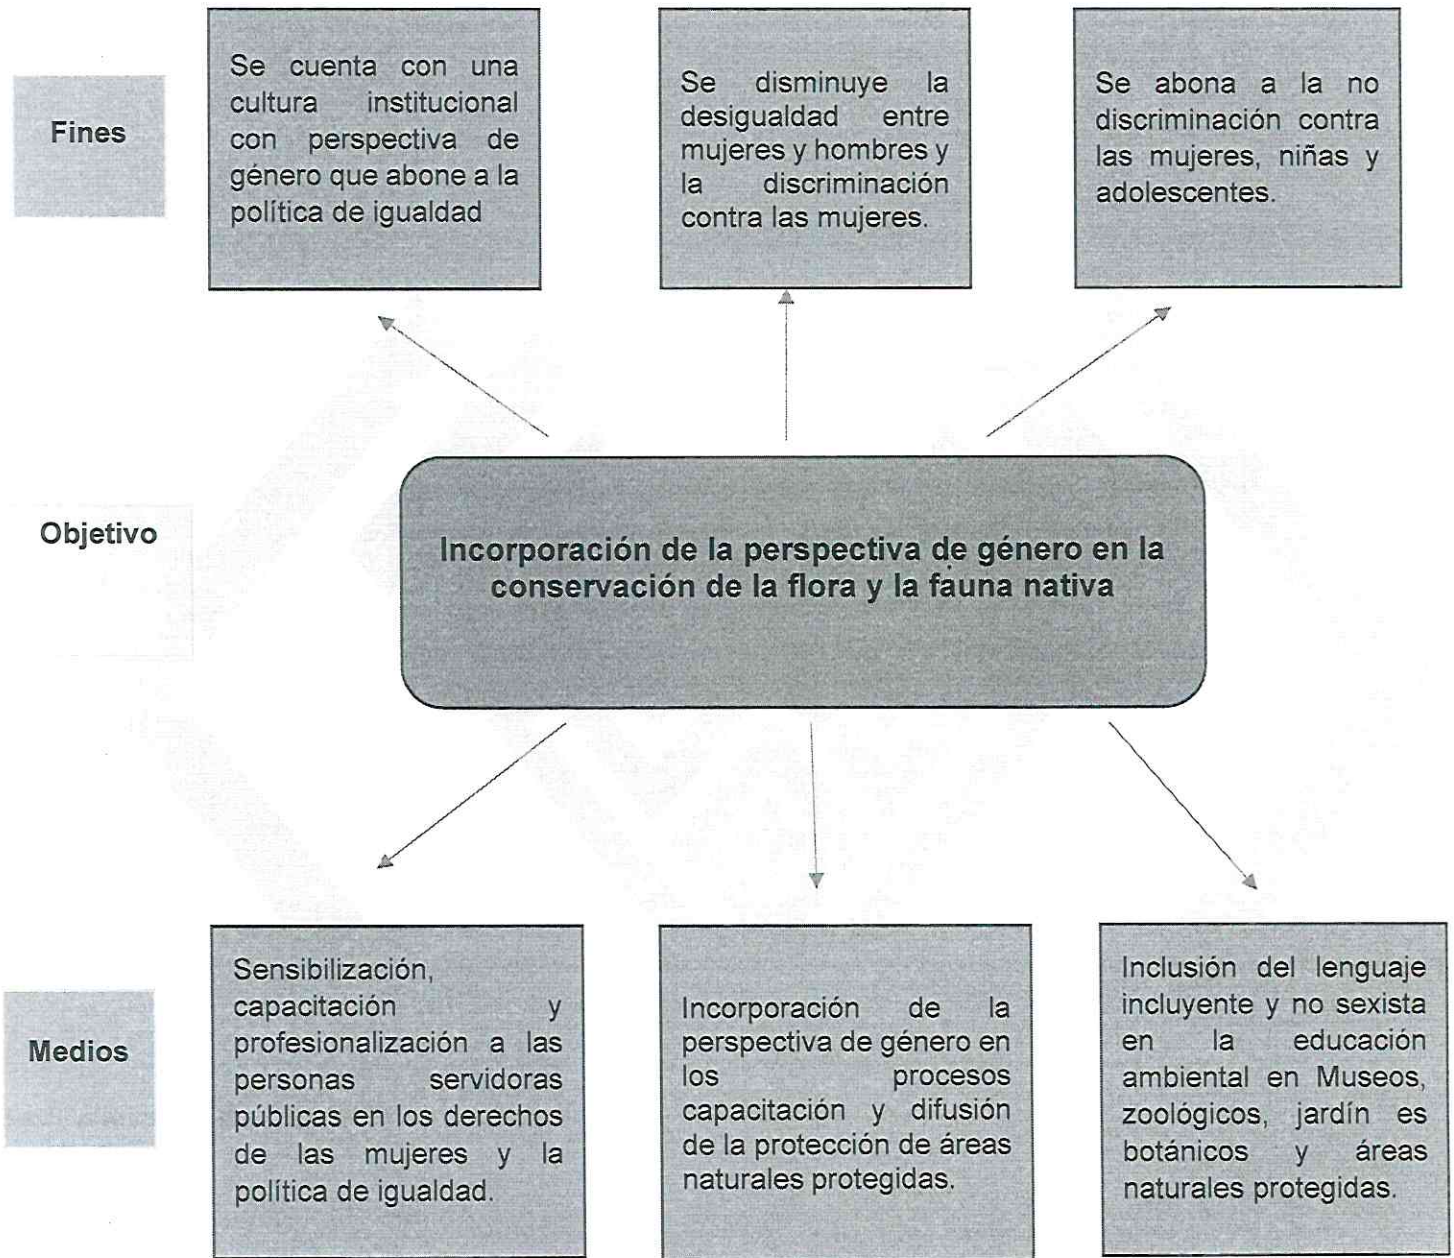 Fines
Se cuenta con una
cultura institucional
con perspectiva de
género que abone a la
política de igualdad
Se disminuye la
desigualdad entre
mujeres y hombres y
la discriminación
contra las mujeres.
Se abona a la no
discriminación contra
las mujeres, niñas y
adolescentes.
Objetivo
Incorporación de la perspectiva de género en la
conservación de la flora y la fauna nativa
Medios
Sensibilización,
capacitación y
profesionalización a las
personas servidoras
públicas en los derechos
de las mujeres y la
política de igualdad.
Incorporación de la
perspectiva de género en
los procesos
capacitación y difusión
de la protección de áreas
naturales protegidas.
Inclusión del lenguaje
incluyente y no sexista
en la educación
ambiental en Museos,
zoológicos, jardín es
botánicos y áreas
naturales protegidas.